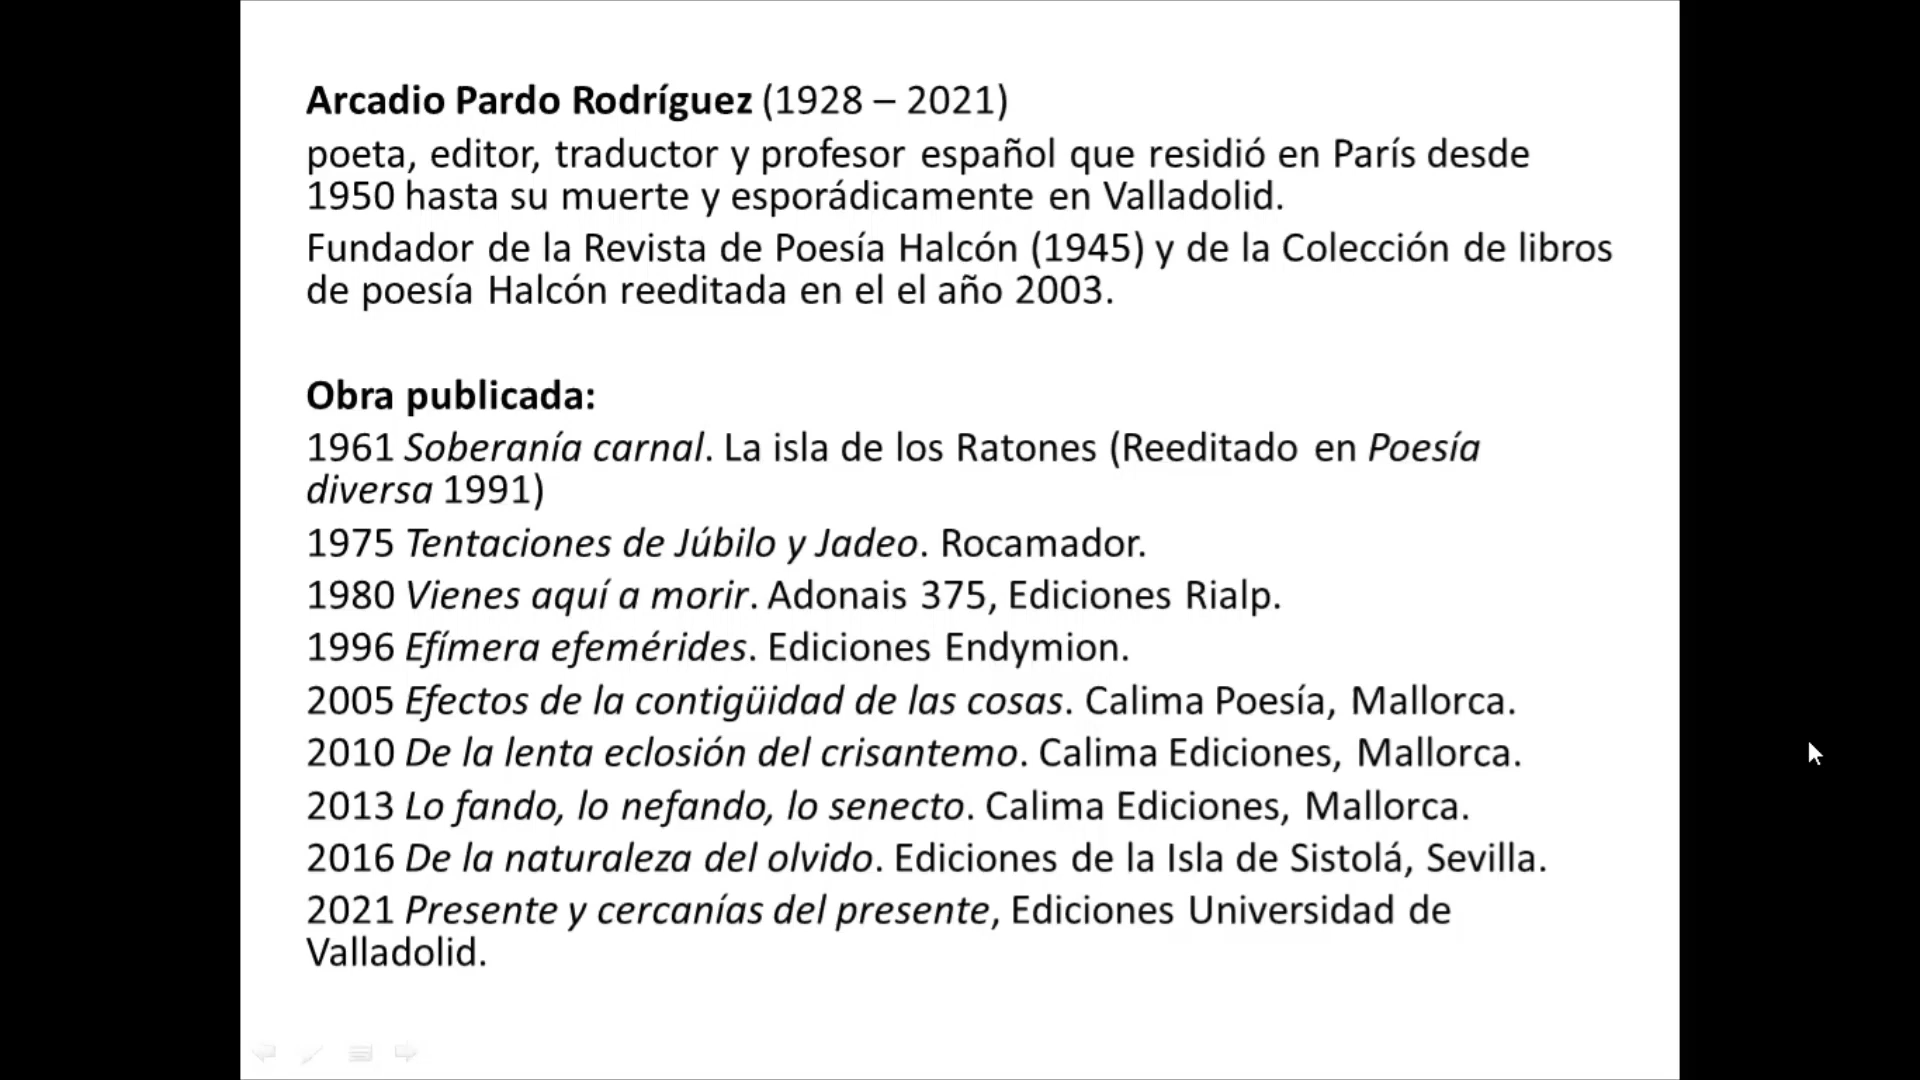 Arcadio Pardo Rodríguez (1928 – 2021)
poeta, editor, traductor y profesor español que residió en París desde
1950 hasta su muerte y esporádicamente en Valladolid.
Fundador de la Revista de Poesía Halcón (1945) y de la Colección de libros
de poesía Halcón reeditada en el el año 2003.
Obra publicada:
1961 Soberanía carnal. La isla de los Ratones (Reeditado en Poesía
diversa 1991)
1975 Tentaciones de Júbilo y Jadeo. Rocamador.
1980 Vienes aquí a morir. Adonais 375, Ediciones Rialp.
1996 Efímera efemérides. Ediciones Endymion.
2005 Efectos de la contigüidad de las cosas. Calima Poesía, Mallorca.
2010 De la lenta eclosión del crisantemo. Calima Ediciones, Mallorca.
2013 Lo fando, lo nefando, lo senecto. Calima Ediciones, Mallorca.
2016 De la naturaleza del olvido. Ediciones de la Isla de Sistolá, Sevilla.
2021 Presente y cercanías del presente, Ediciones Universidad de
Valladolid.